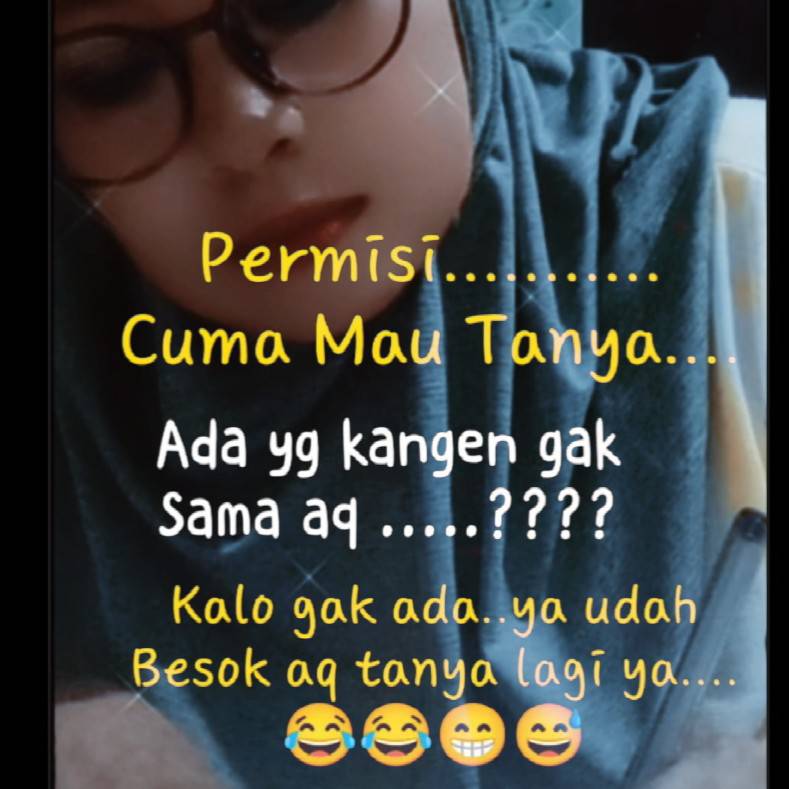 Permisi...........
Cuma Mau Tanya....
Ada yg kangen gak
Sama aq .....????
Kalo gak ada..ya udah
Besok aq tanya lagi ya....
😂😂😁😅